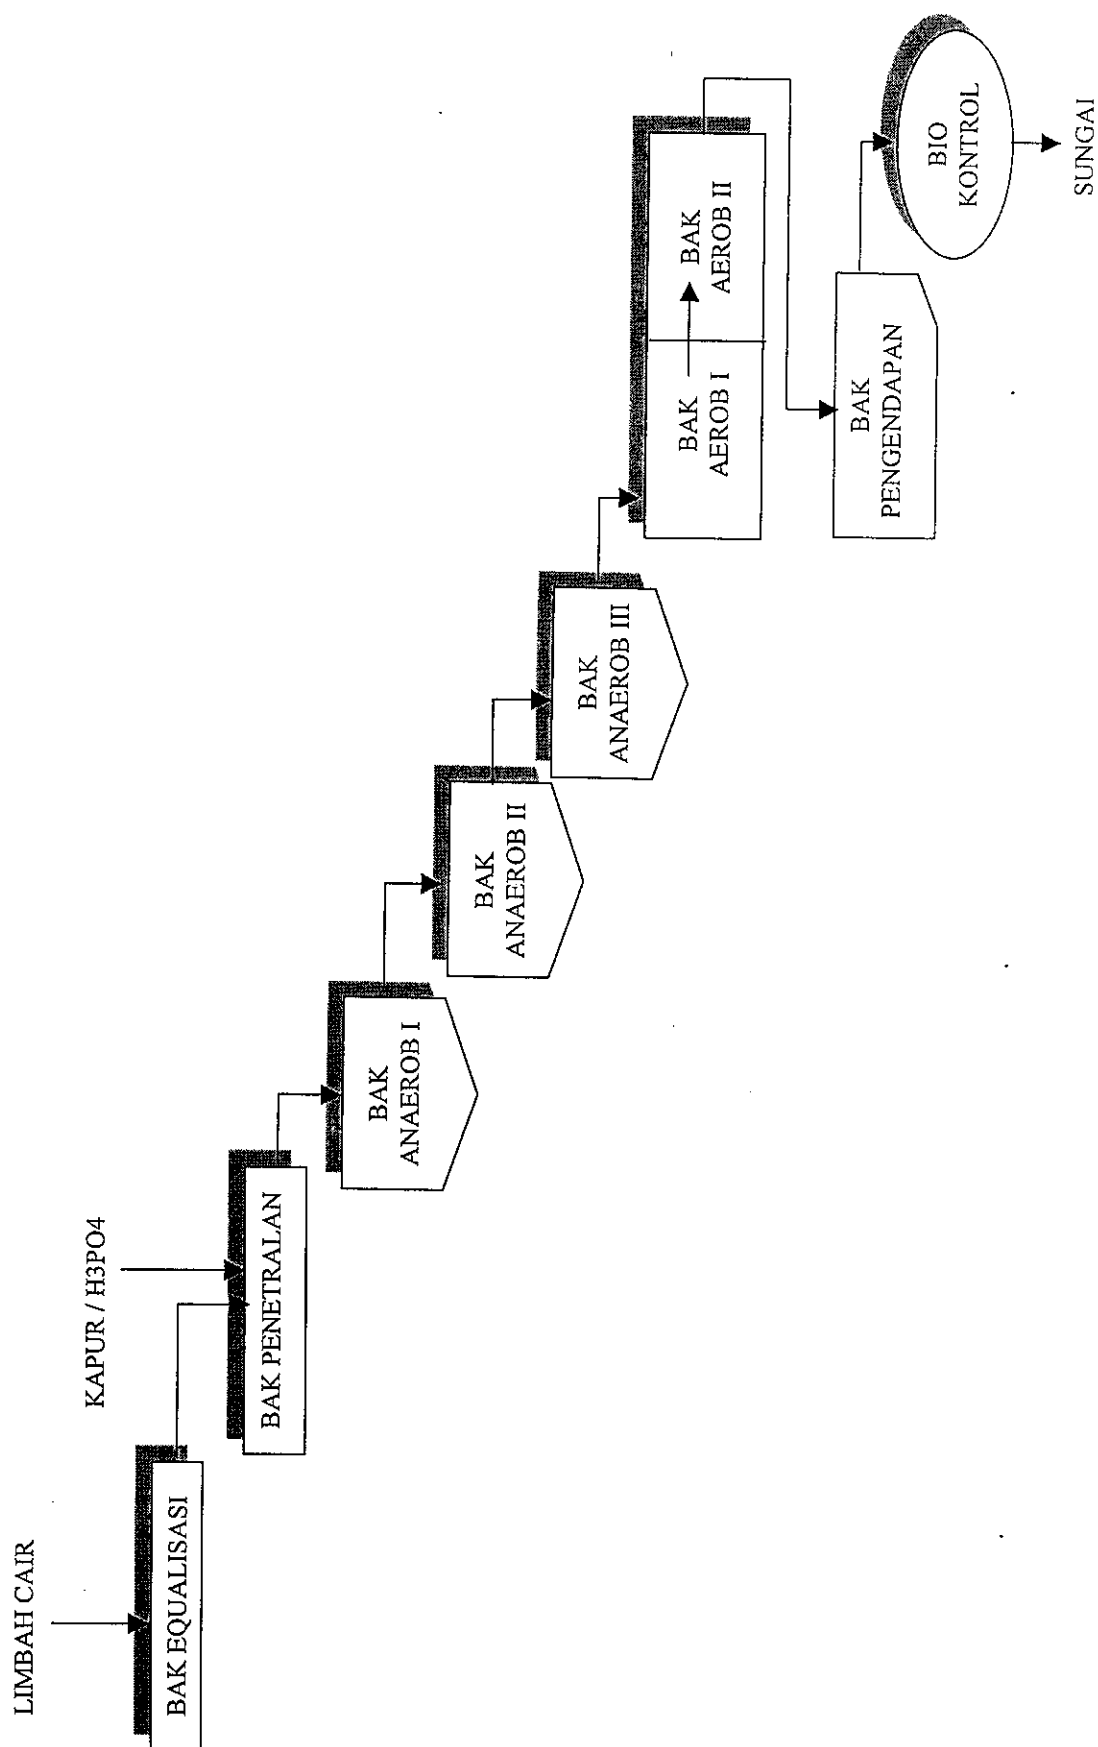 LIMBAH CAIR
BAK EQUALISASI
KAPUR / H3PO4
BAK PENETRALAN
BAK
ANAEROB I
BAK
ANAEROB II
BAK
ANAEROB III
BAK
AEROB I
BAK
AEROB II
BAK
PENGENDAPAN
BIO
KONTROL
SUNGAI